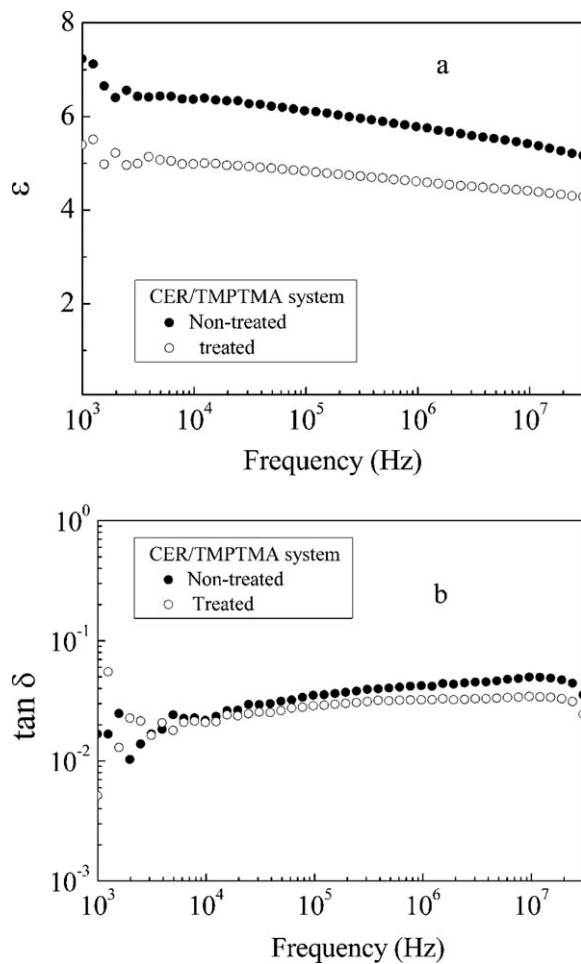 8
a
6
ε
4
CER/TMPTMA system
Non-treated
treated
2
10³ 10⁴ 10⁵ 10⁶ 10⁷
Frequency (Hz)
10⁰
CER/TMPTMA system
Non-treated
Treated
b
10⁻¹
tan δ
10⁻²
10⁻³
10³ 10⁴ 10⁵ 10⁶ 10⁷
Frequency (Hz)